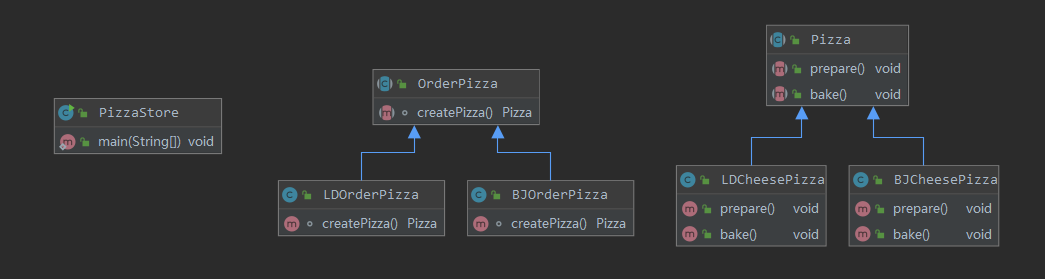 PizzaStore
main(String[]) void
OrderPizza
createPizza() Pizza
LDOrderPizza
createPizza() Pizza
BJOrderPizza
createPizza() Pizza
Pizza
prepare() void
bake() void
LDCheesePizza
prepare() void
bake() void
BJCheesePizza
prepare() void
bake() void